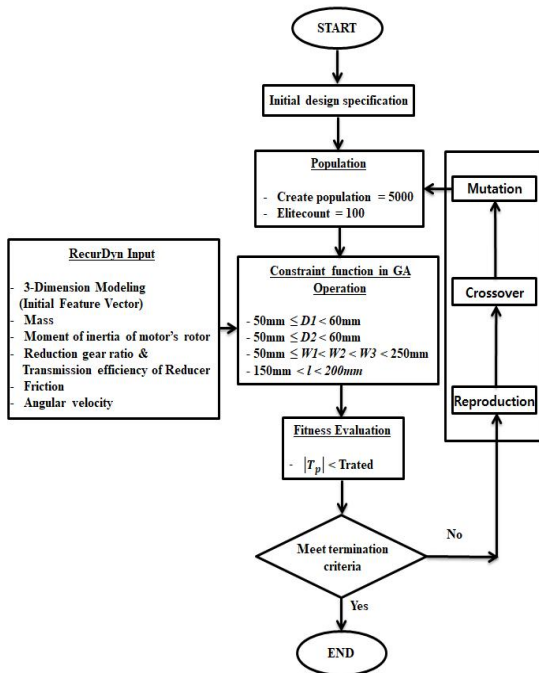 START
Initial design specification
Population
- Create population = 5000
- Elitecount = 100
Mutation
Crossover
Reproduction
RecurDyn Input
- 3-Dimension Modeling
(Initial Feature Vector)
- Mass
- Moment of inertia of motor's rotor
- Reduction gear ratio &
Transmission efficiency of Reducer
- Friction
- Angular velocity
Constraint function in GA
Operation
- 50mm ≤ D1 < 60mm
- 50mm ≤ D2 < 60mm
- 50mm ≤ W1< W2 < W3 < 250mm
- 150mm < l < 200mm
Fitness Evaluation
- |T_p| < Trated
Meet termination
criteria
No
Yes
END